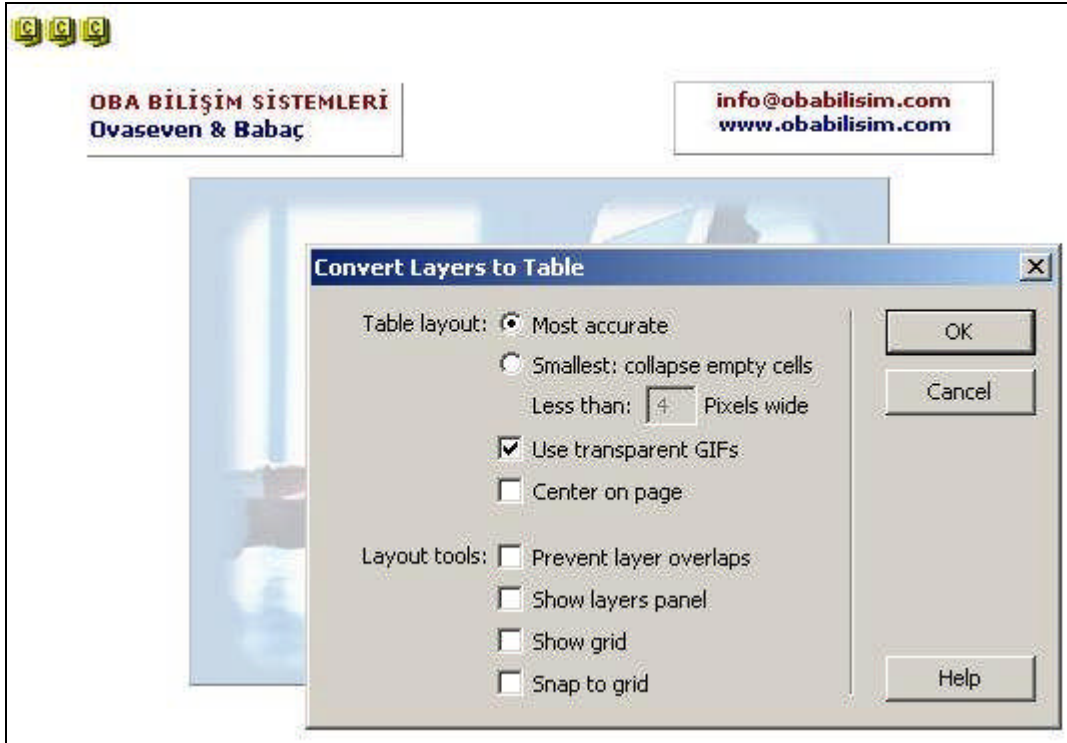 C C C
OBA BİLİŞİM SİSTEMLERİ
Ovaseven & Babaç
info@obabilisim.com
www.obabilisim.com
Convert Layers to Table
Table layout: Most accurate
Smallest: collapse empty cells
Less than: 4 Pixels wide
Use transparent GIFs
Center on page
Layout tools: Prevent layer overlaps
Show layers panel
Show grid
Snap to grid
OK
Cancel
Help